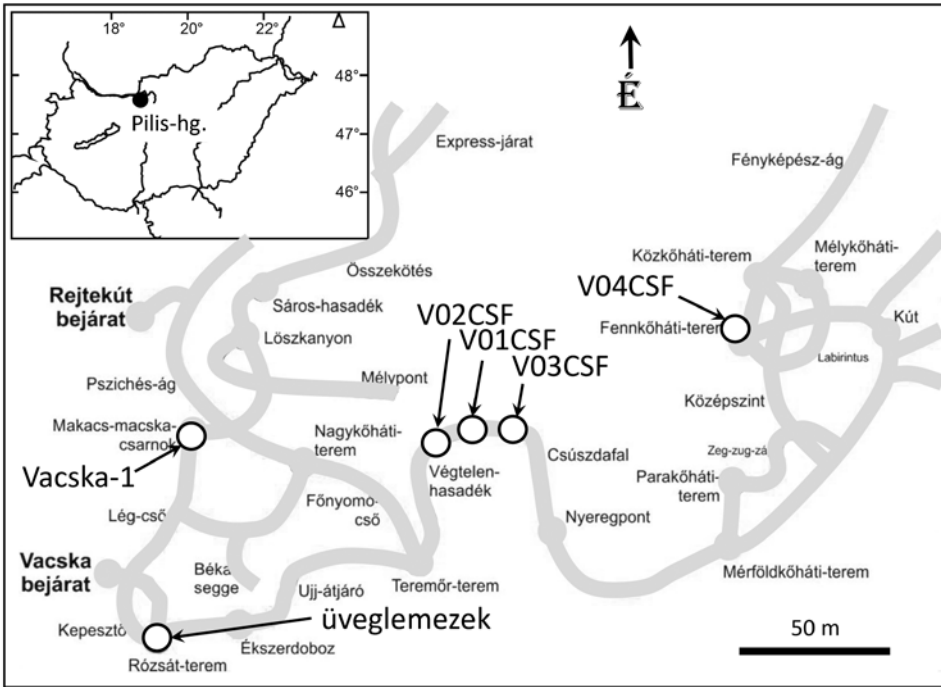 18°
20°
22°
48°
47°
46°
Pilis-hg.
É
Express-járat
Fényképész-ág
Összekötés
Közkőháti-terem
Mélykőháti-
terem
Rejtekút
bejárat
Sáros-hasadék
V04CSF
V02CSF
Löszkanyon
V01CSF
Fennkőháti-terem
Kút
V03CSF
Labirintus
Mélypont
Pszichés-ág
Középszint
Makacs-macska-
csarnok
Nagykőháti-
terem
Csúszdafal
Zeg-zug-zá
Vacska-1
Végtelen-
hasadék
Parakőháti-
terem
Lég-cső
Főnyomo-
cső
Nyeregpont
Vacska
bejárat
Béka
segge
Ujj-átjáró
Teremőr-terem
Mérföldkőháti-terem
üveglemezek
Kepesztő
Ékszerdoboz
Rózsát-terem
50 m